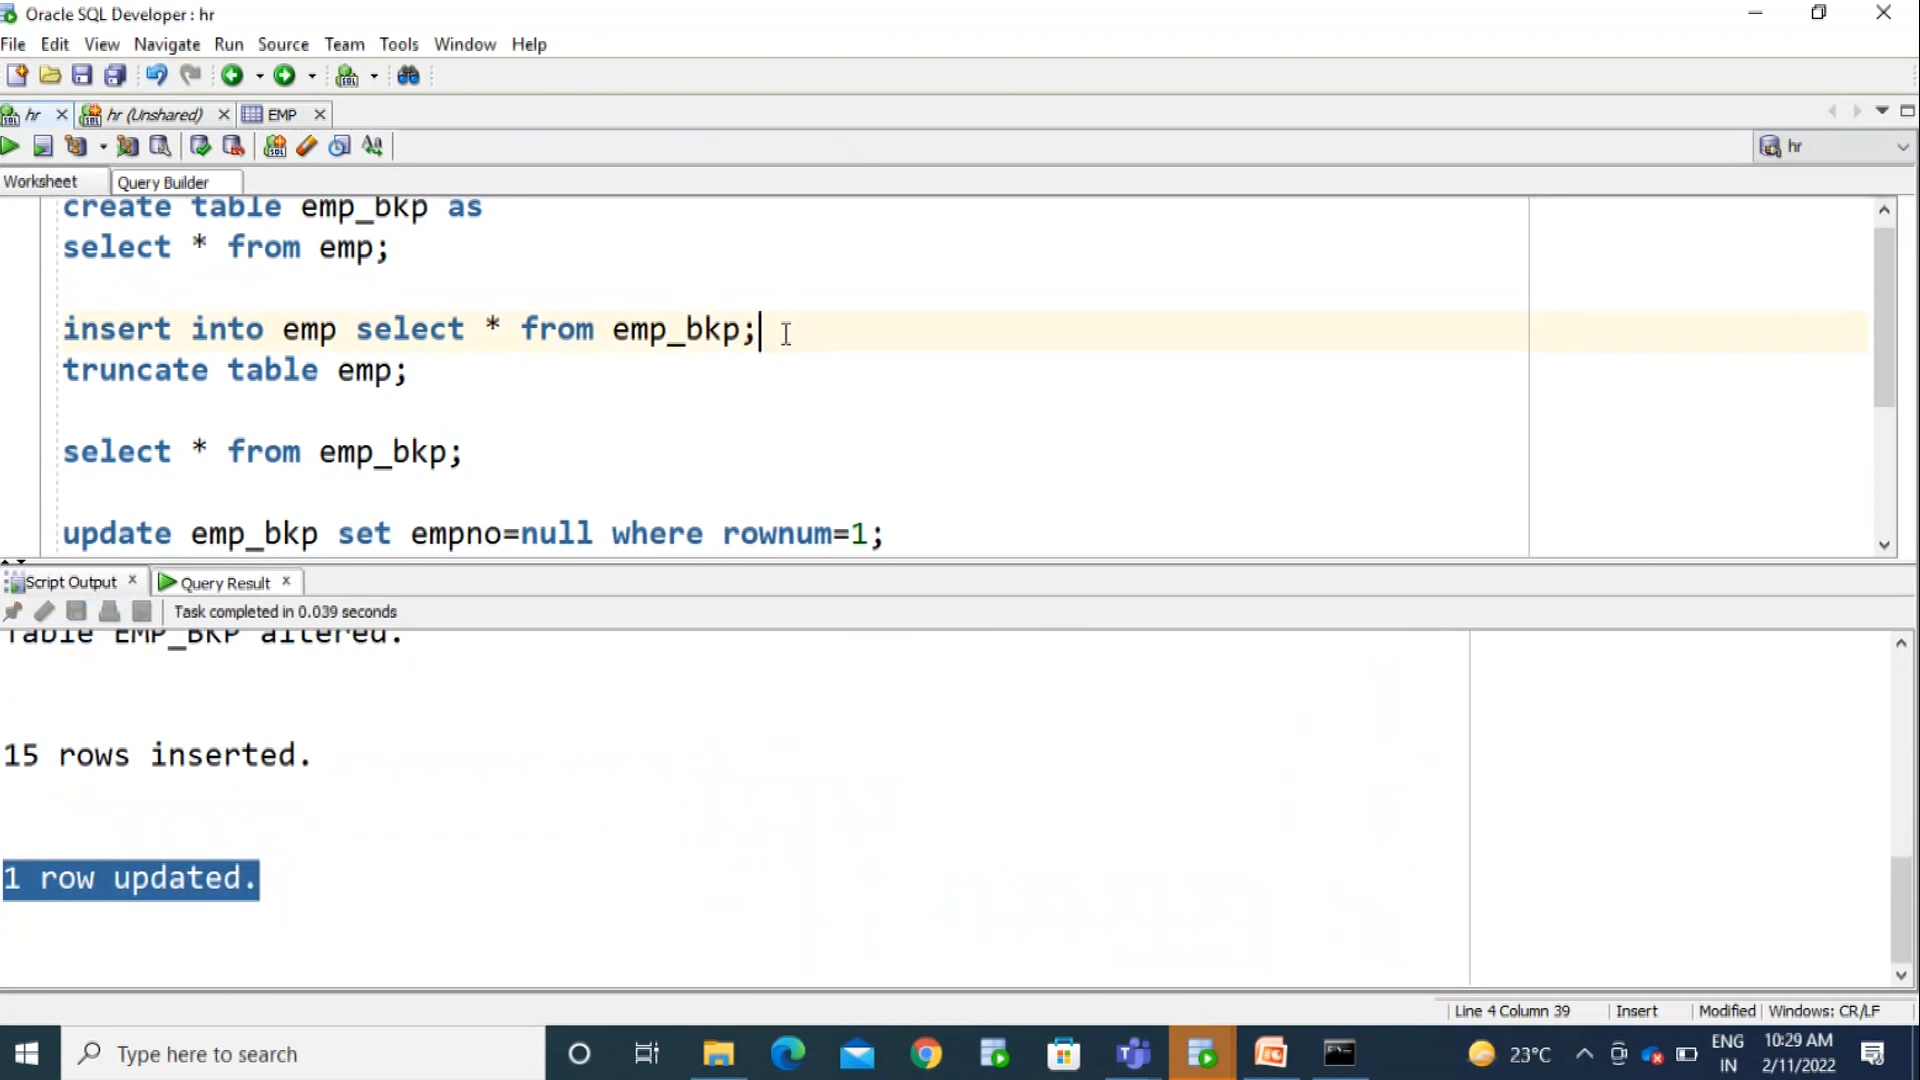 Oracle SQL Developer : hr
File Edit View Navigate Run Source Team Tools Window Help
hr hr (Unshared) EMP
hr
Worksheet Query Builder
create table emp_bkp as
select * from emp;
insert into emp select * from emp_bkp;
truncate table emp;
select * from emp_bkp;
update emp_bkp set empno=null where rownum=1;
Script Output Query Result
Task completed in 0.039 seconds
Table EMP_BKP altered.
15 rows inserted.
1 row updated.
Line 4 Column 39 Insert Modified Windows: CR/LF
Type here to search
23°C
ENG
IN
10:29 AM
2/11/2022